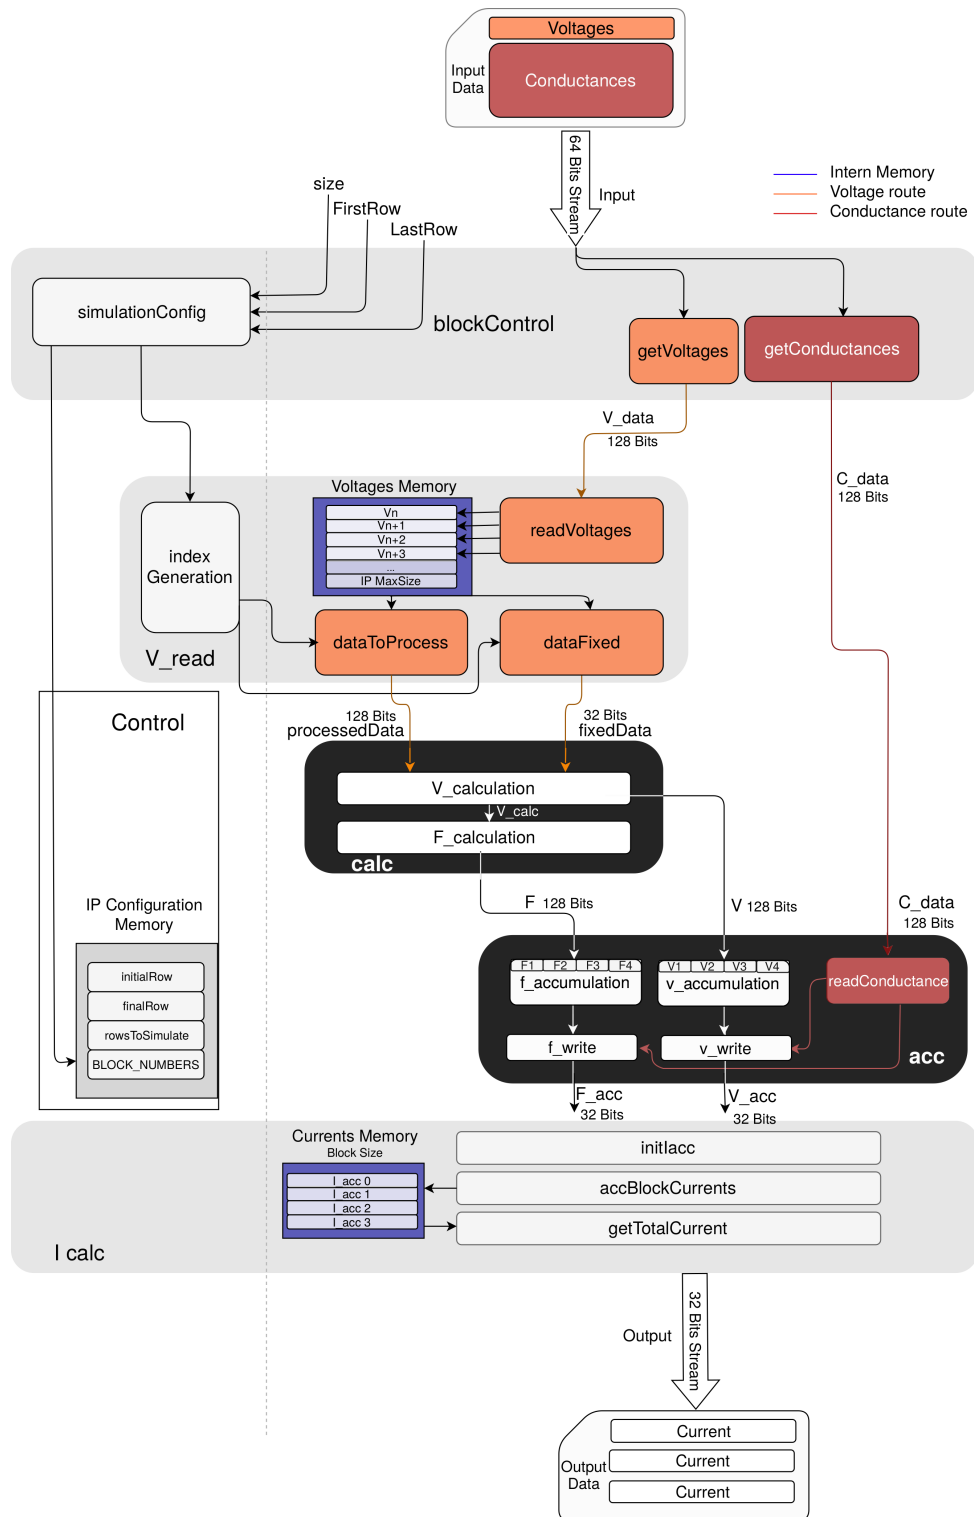 Voltages
Input
Data
Conductances
64 Bits Stream
Input
Intern Memory
Voltage route
Conductance route
size
FirstRow
LastRow
simulationConfig
blockControl
getVoltages
getConductances
V_data
128 Bits
C_data
128 Bits
Voltages Memory
Vn
Vn+1
Vn+2
Vn+3
...
IP MaxSize
readVoltages
index
Generation
dataToProcess
dataFixed
V_read
128 Bits
processedData
32 Bits
fixedData
Control
V_calculation
V_calc
F_calculation
calc
IP Configuration
Memory
initialRow
finalRow
rowsToSimulate
BLOCK_NUMBERS
F 128 Bits
V 128 Bits
C_data
128 Bits
F1 F2 F3 F4
f_accumulation
V1 V2 V3 V4
v_accumulation
readConductance
f_write
v_write
acc
F_acc
32 Bits
V_acc
32 Bits
Currents Memory
Block Size
I_acc 0
I_acc 1
I_acc 2
I_acc 3
initIacc
accBlockCurrents
getTotalCurrent
I calc
32 Bits Stream
Output
Output
Data
Current
Current
Current